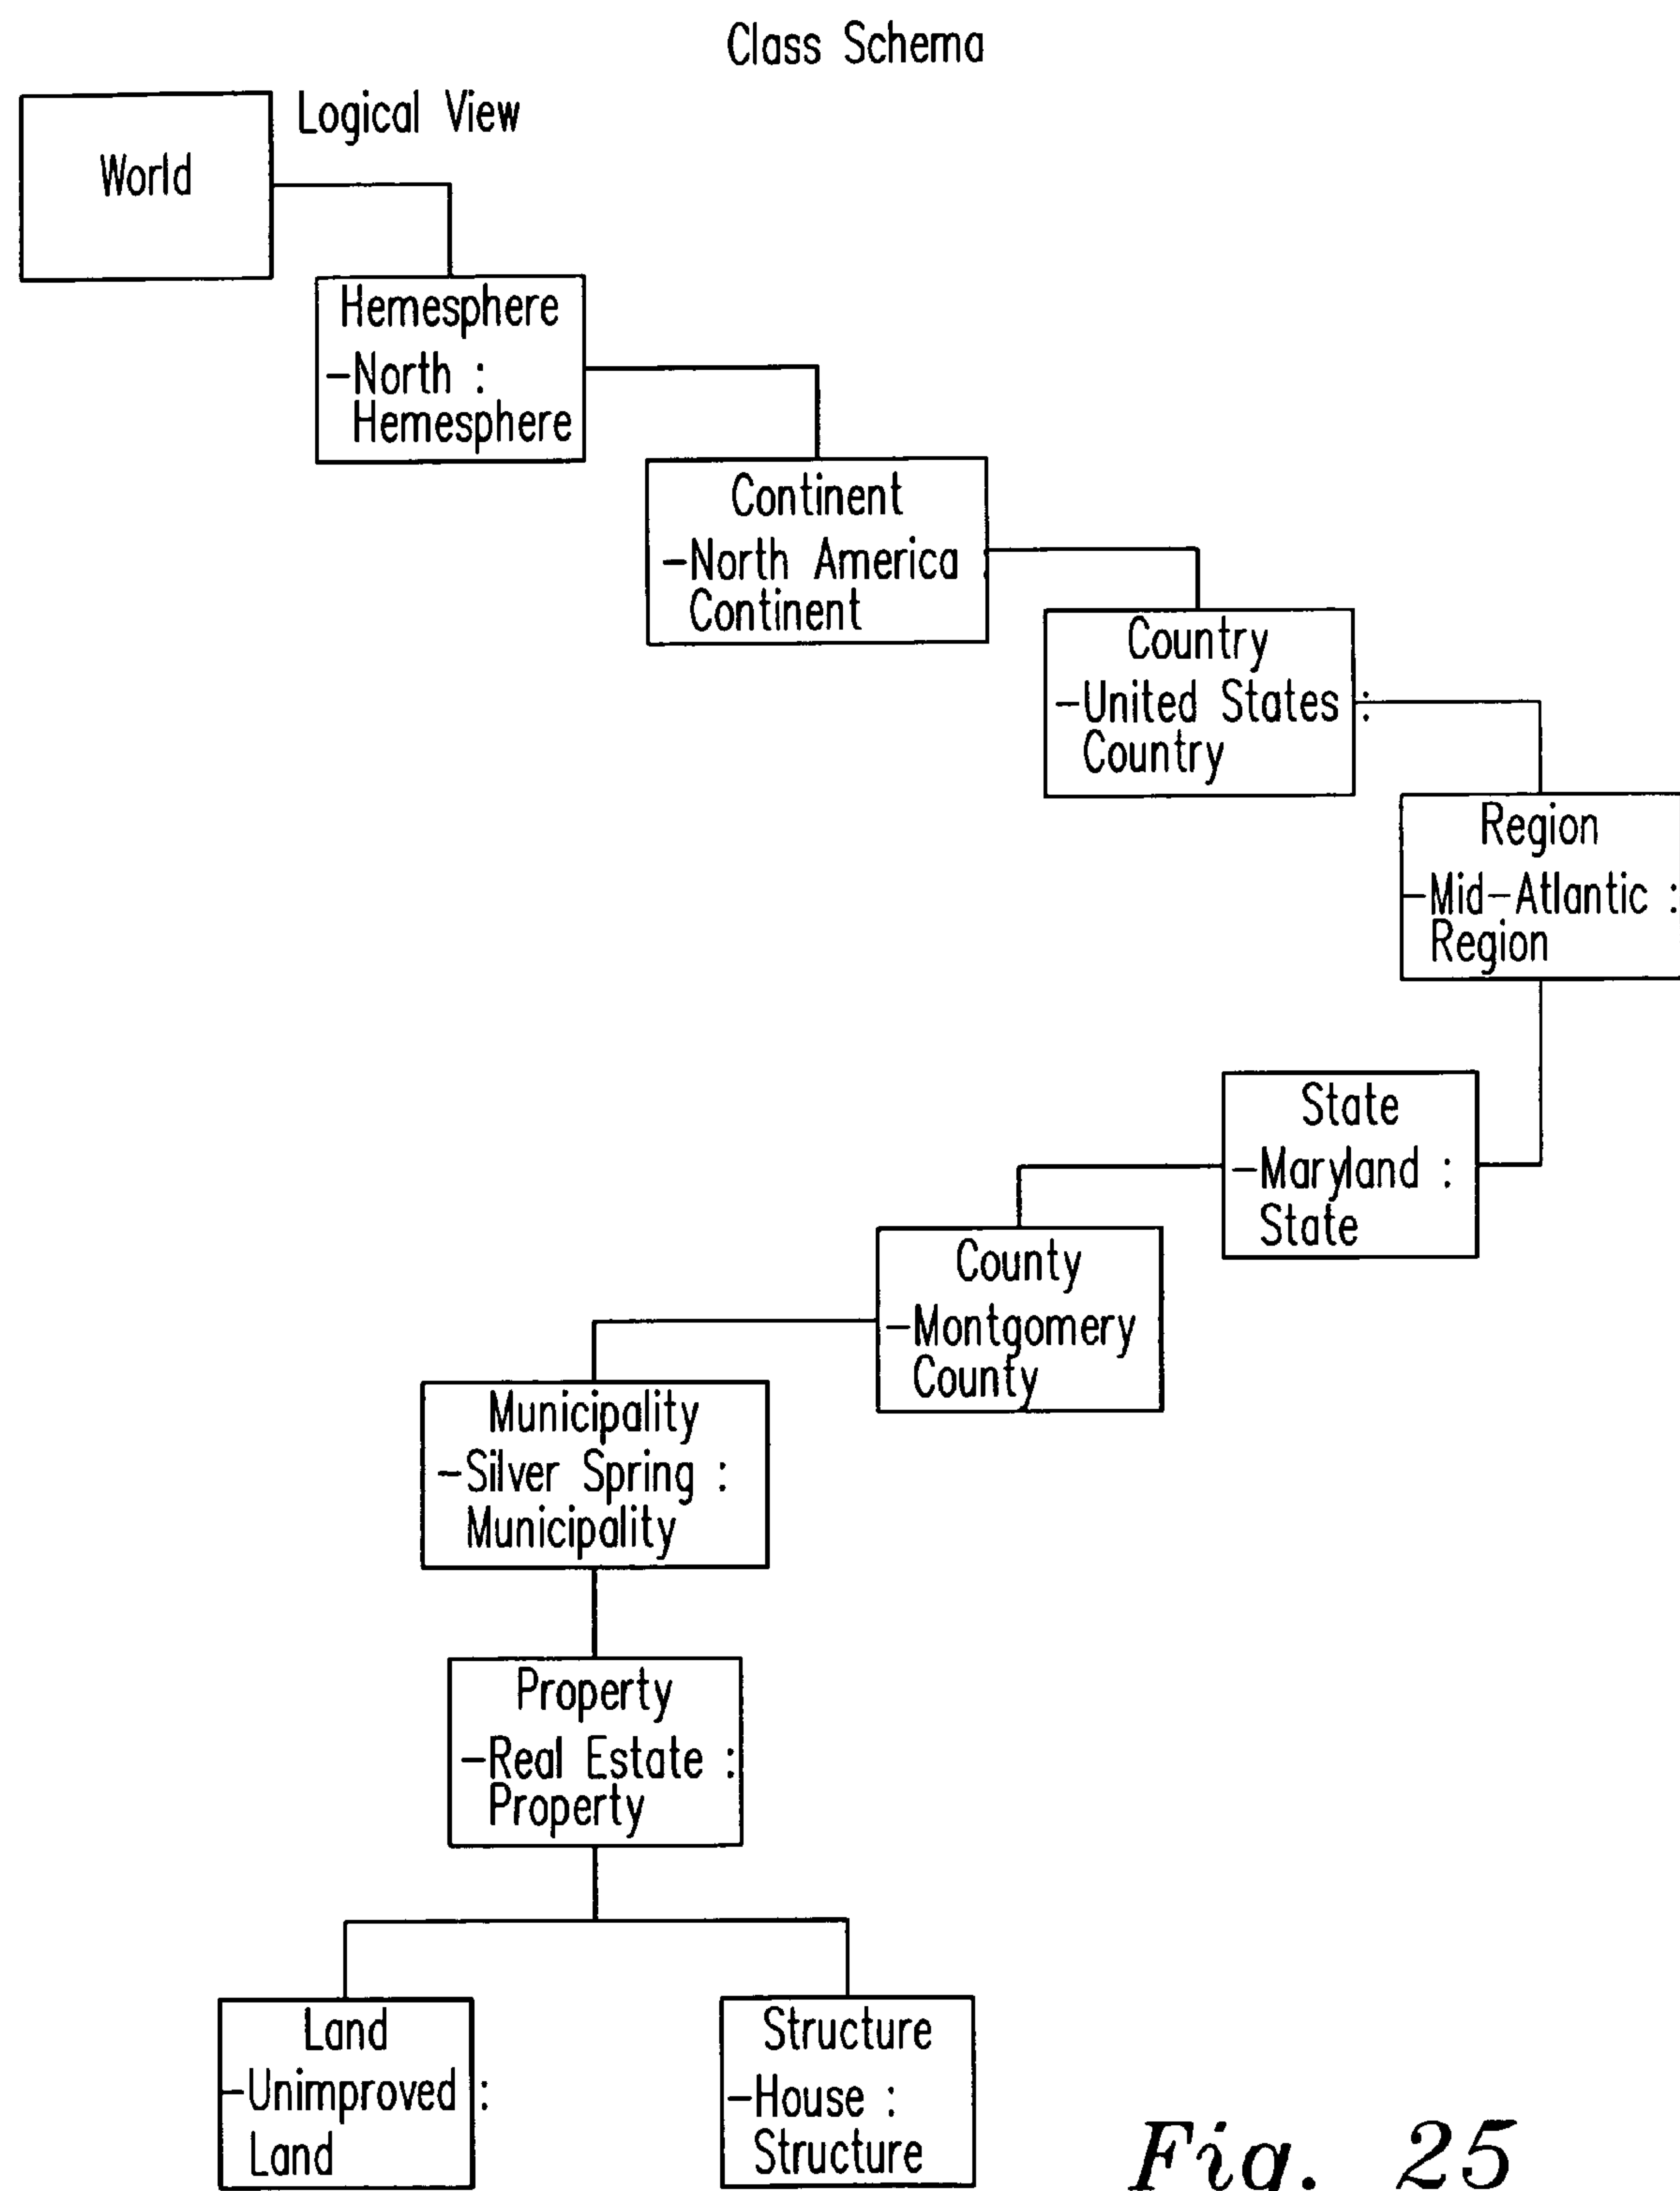 Class Schema
Logical View
World
Hemesphere
-North :
Hemesphere
Continent
-North America
Continent
Country
-United States :
Country
Region
-Mid-Atlantic :
Region
State
-Maryland :
State
County
-Montgomery
County
Municipality
-Silver Spring :
Municipality
Property
-Real Estate :
Property
Land
-Unimproved :
Land
Structure
-House :
Structure
Fig. 25